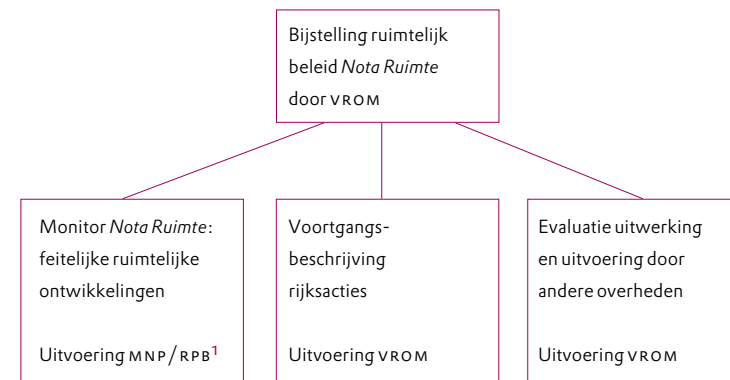 Bijstelling ruimtelijk
beleid Nota Ruimte
door VROM
Monitor Nota Ruimte:
feitelijke ruimtelijke
ontwikkelingen
Uitvoering MNP/RPB¹
Voortgangs-
beschrijving
rijksacties
Uitvoering VROM
Evaluatie uitwerking
en uitvoering door
andere overheden
Uitvoering VROM